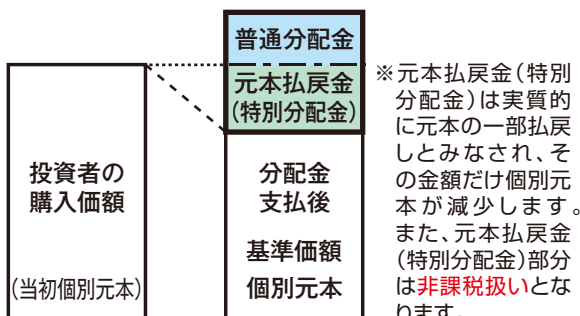 投資者の
購入価額
(当初個別元本)
普通分配金
元本払戻金
(特別分配金)
分配金
支払後
基準価額
個別元本
※元本払戻金(特別
分配金)は実質的
に元本の一部払戻
しとみなされ、そ
の金額だけ個別元
本が減少します。
また、元本払戻金
(特別分配金)部分
は非課税扱いとな
ります。